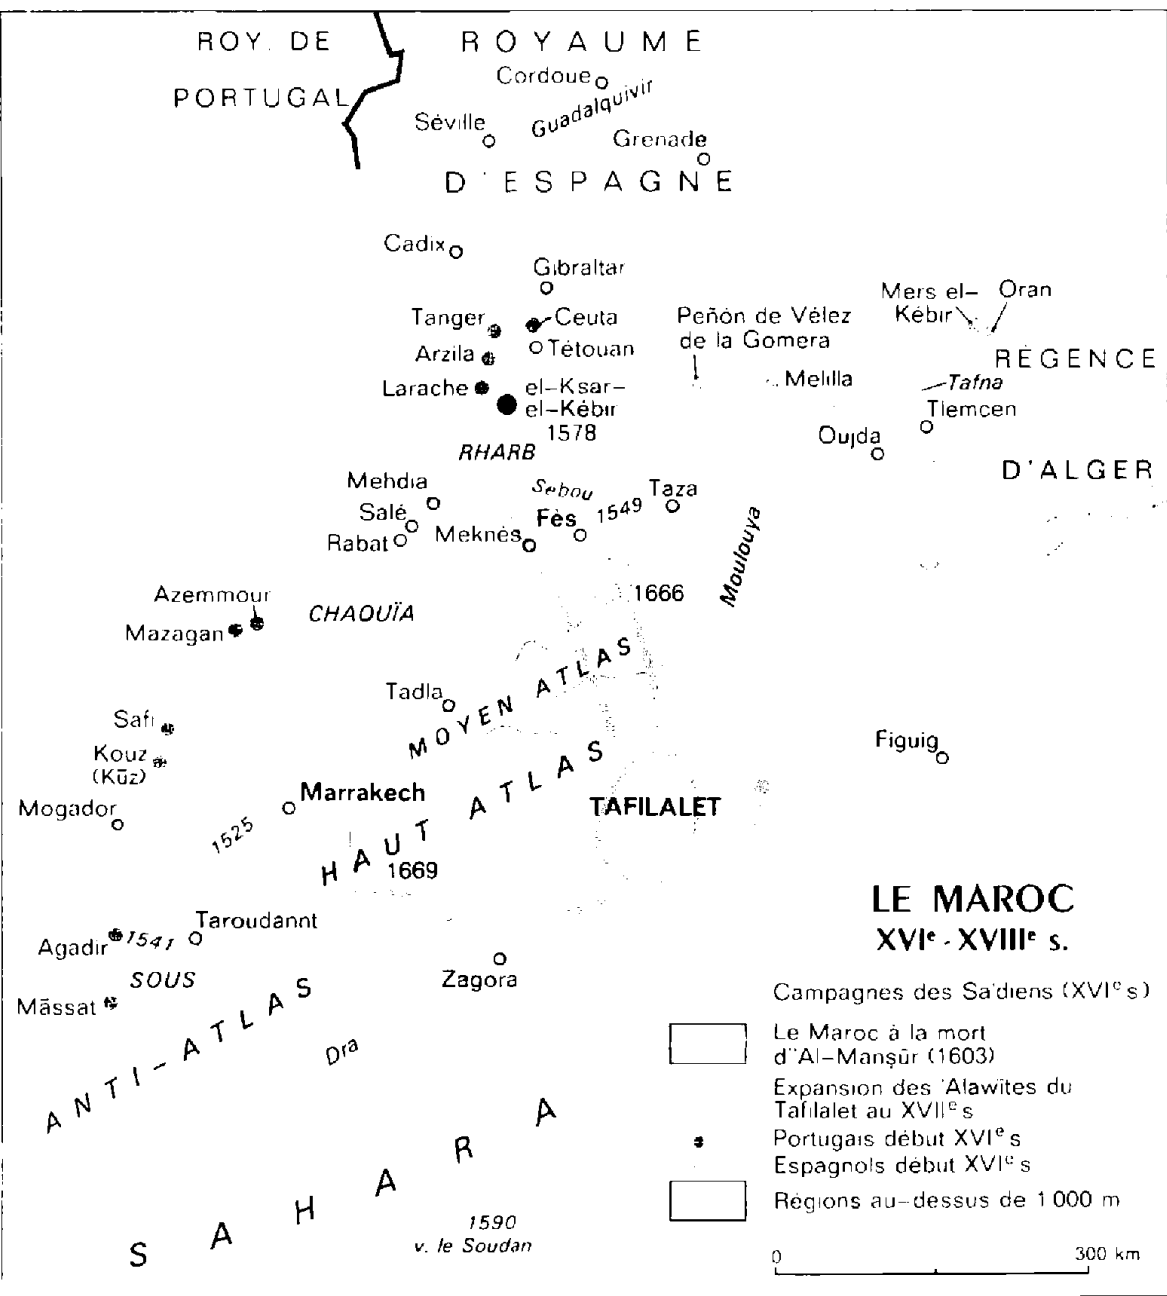 ROY. DE
PORTUGAL
ROYAUME
D'ESPAGNE
Cordoue
Guadalquivir
Séville
Grenade
Cadix
Gibraltar
Tanger
Ceuta
Arzila
Tétouan
Larache
el-Ksar-
el-Kébir
1578
Peñón de Vélez
de la Gomera
Melilla
Mers el-
Kébir
Oran
RÉGENCE
D'ALGER
Tafna
Tlemcen
Oujda
RHARB
Mehdia
Sebou
Taza
Salé
Fès
1549
Rabat
Meknès
Moulouya
1666
Azemmour
CHAOUÏA
Mazagan
MOYEN ATLAS
Tadla
Safi
Kouz
(Kūz)
Figuig
Mogador
Marrakech
1525
HAUT ATLAS
TAFILALET
1669
Taroudannt
Agadir
1541
SOUS
Zagora
Māssat
ANTI-ATLAS
Dra
SAHARA
1590
v. le Soudan
LE MAROC
XVIe - XVIIIe s.
Campagnes des Sa'diens (XVIe s)
Le Maroc à la mort
d''Al-Manṣūr (1603)
Expansion des 'Alawïtes du
Tafilalet au XVIIe s
Portugais début XVIe s
Espagnols début XVIe s
Régions au-dessus de 1 000 m
0 300 km